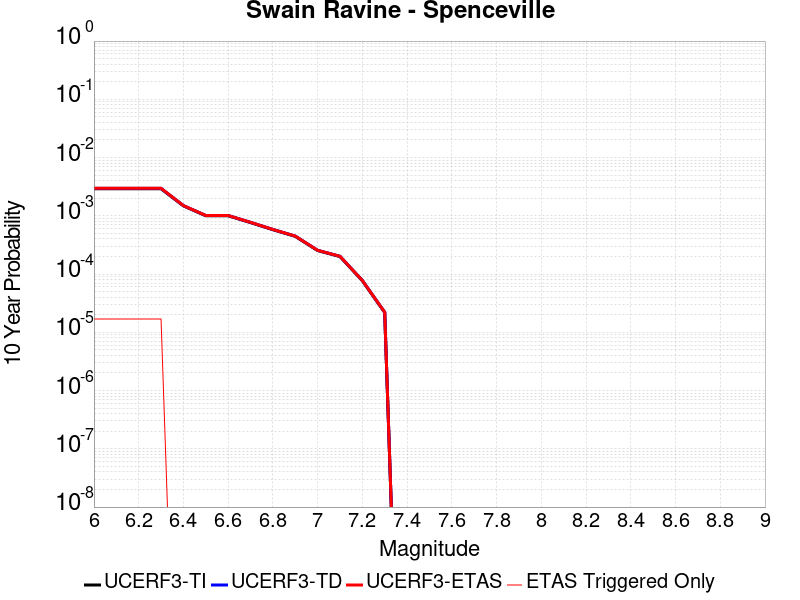 Swain Ravine - Spenceville
10 Year Probability
10^0
10^-1
10^-2
10^-3
10^-4
10^-5
10^-6
10^-7
10^-8
6 6.2 6.4 6.6 6.8 7 7.2 7.4 7.6 7.8 8 8.2 8.4 8.6 8.8 9
Magnitude
UCERF3-TI UCERF3-TD UCERF3-ETAS ETAS Triggered Only